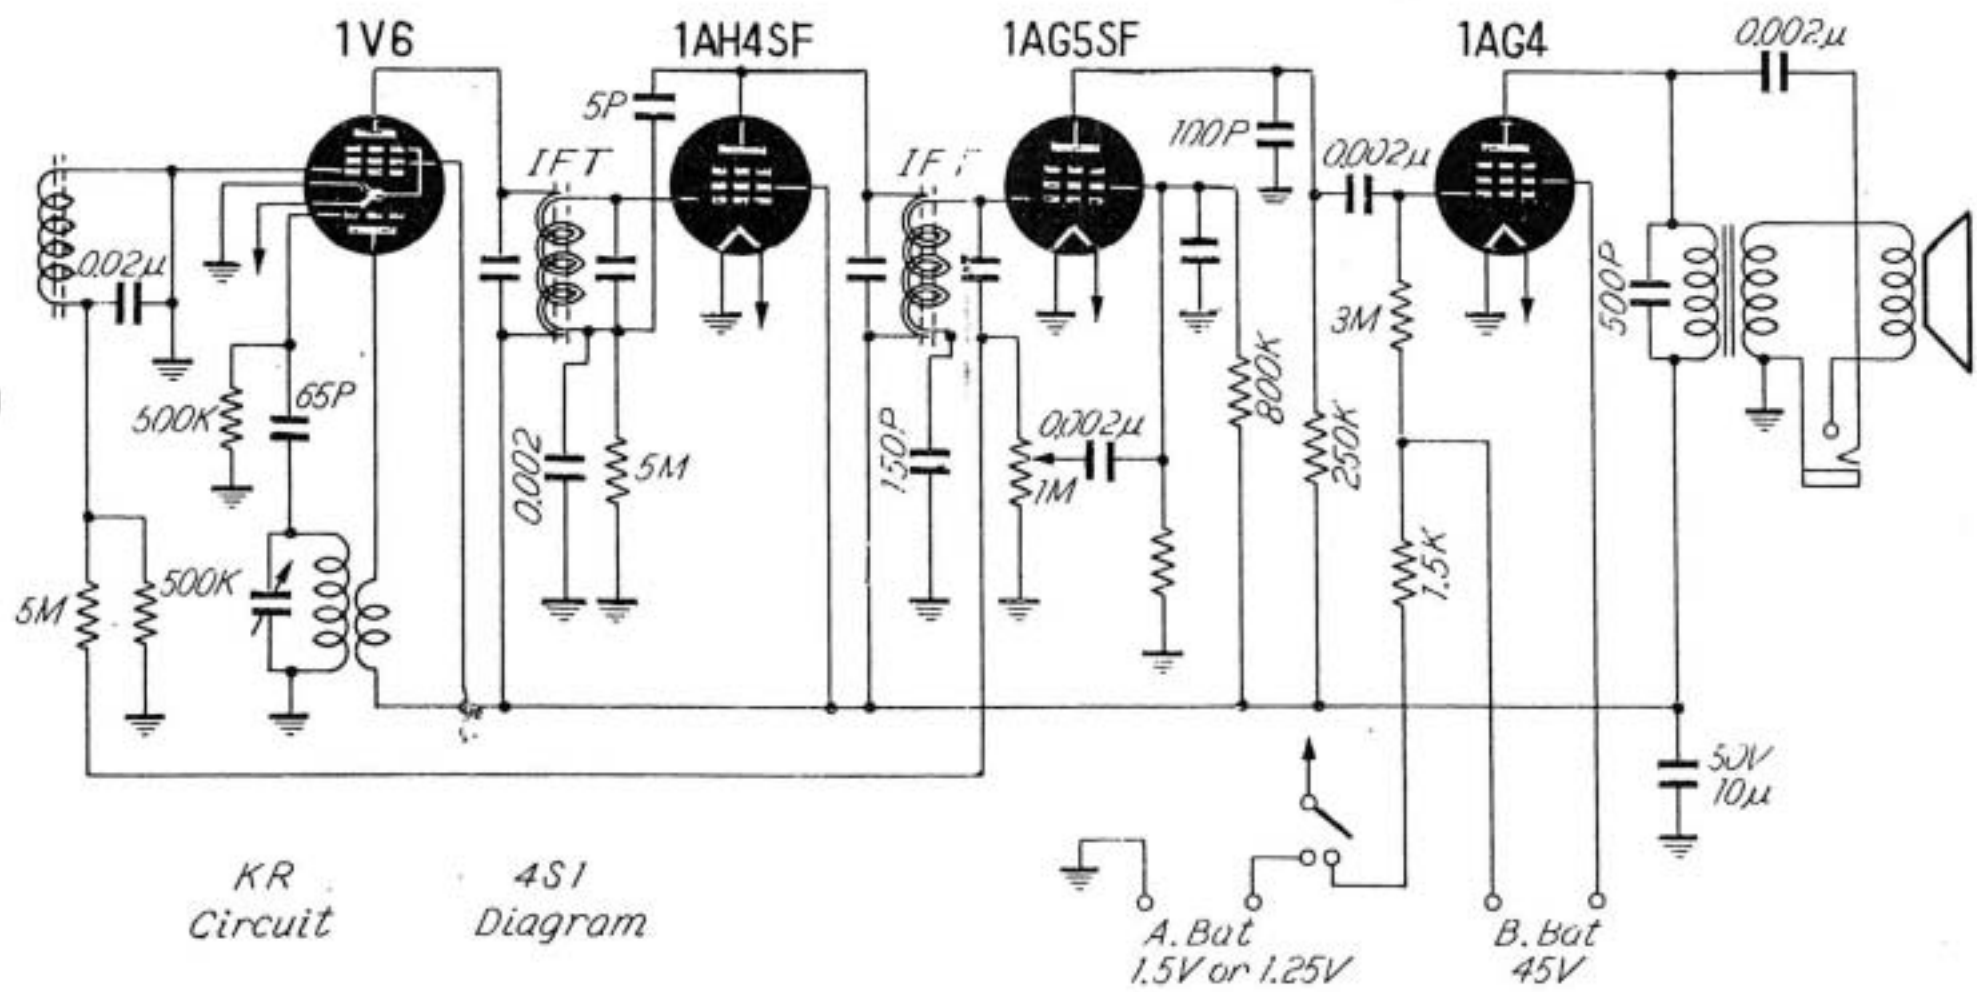 1V6
1AH4SF
1AG5SF
1AG4
0.002µ
5P
IFT
IFT
100P
0.002µ
0.02µ
500P
3M
500K
65P
0.002
5M
150P
0.002µ
1M
800K
250K
1.5K
5M
500K
50V
10µ
KR 4S1
Circuit Diagram
A. Bat
1.5V or 1.25V
B. Bat
45V